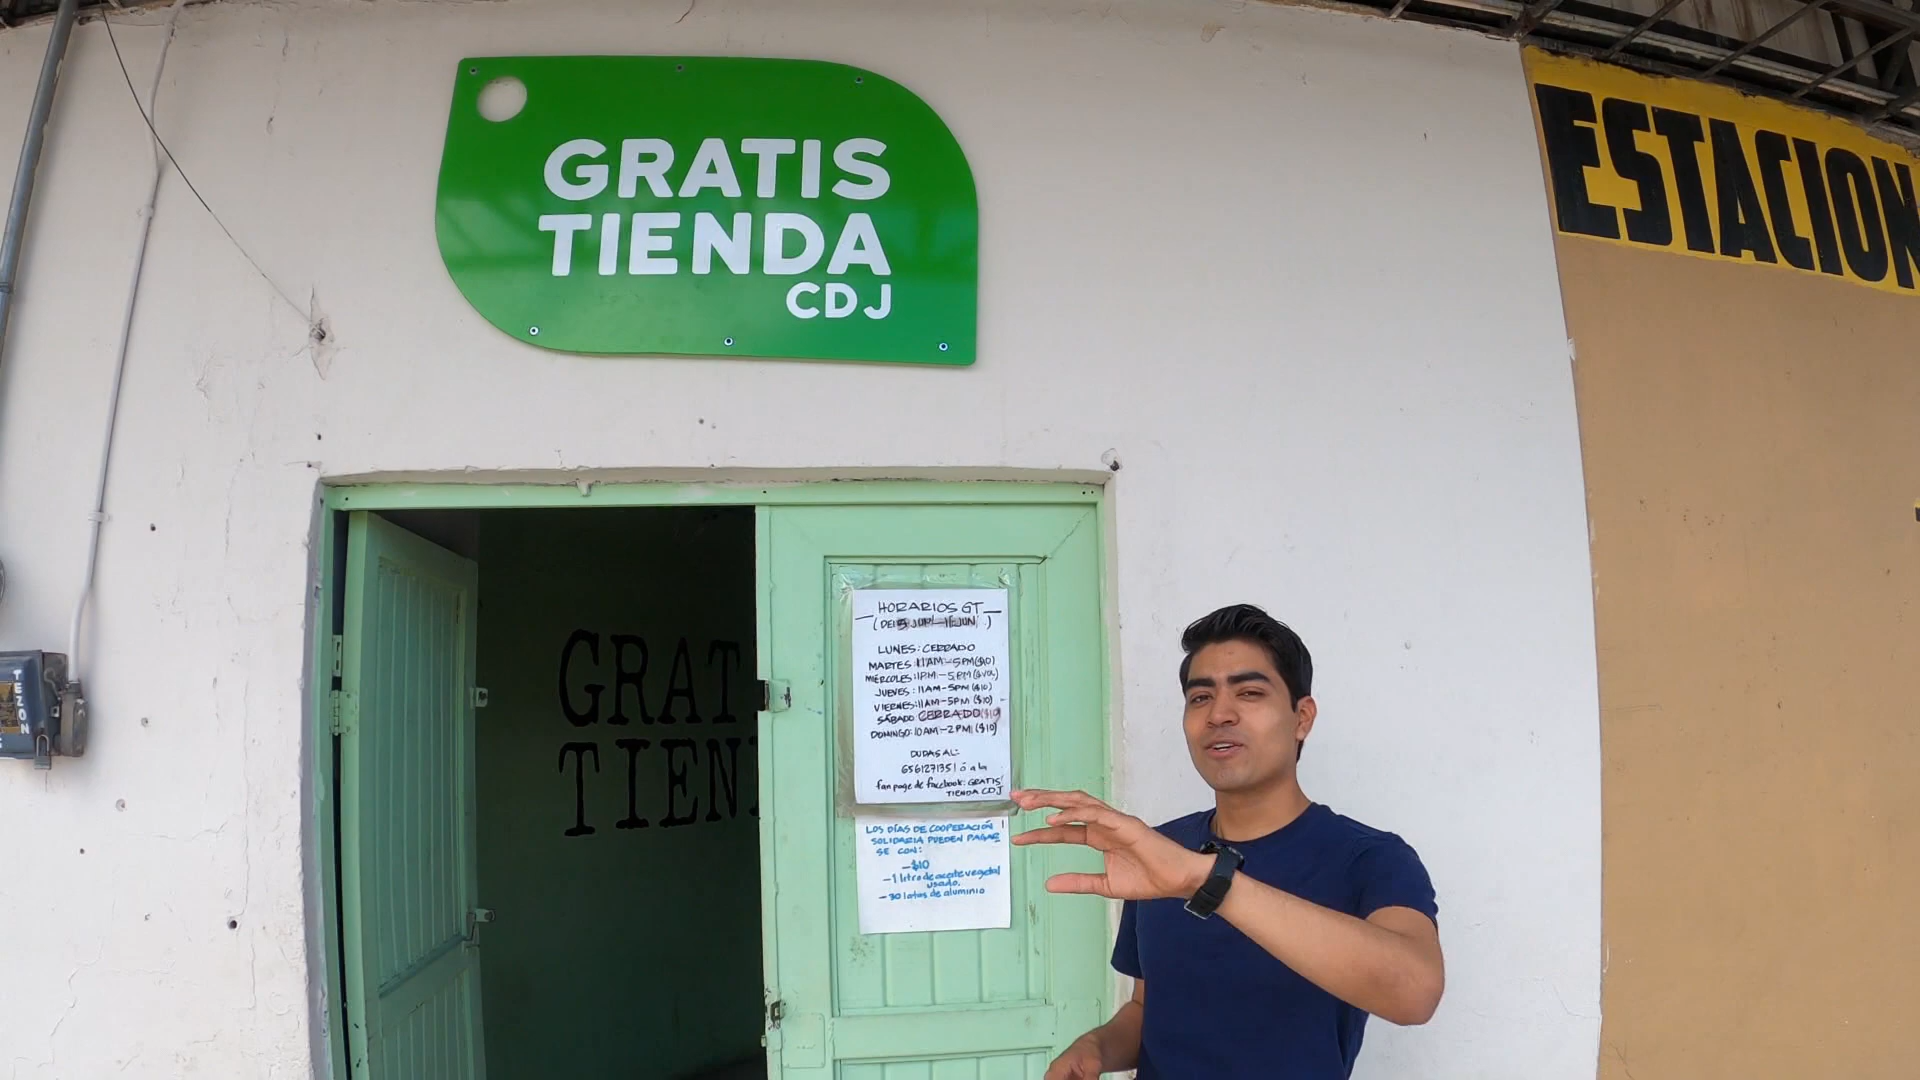 GRATIS
TIENDA
CDJ
ESTACION
GRAT
TIEN
TEZON
HORARIOS GT
LUNES: CERRADO
MARTES: 11AM-5PM($10)
MIERCOLES: 1PM-5PM
JUEVES: 11AM-5PM($10)
VIERNES: 11AM-5PM($10)
SÁBADO CERRADO
DOMINGO: 10AM-2PM($10)
DUDAS AL:
6561271351 ó a la
fan page de facebook: GRATIS
TIENDA CDJ
LOS DÍAS DE COOPERACIÓN
SOLIDARIA PUEDEN PAGAR
SE CON:
-$10
-1 litro de aceite vegetal
usado.
-30 latas de aluminio